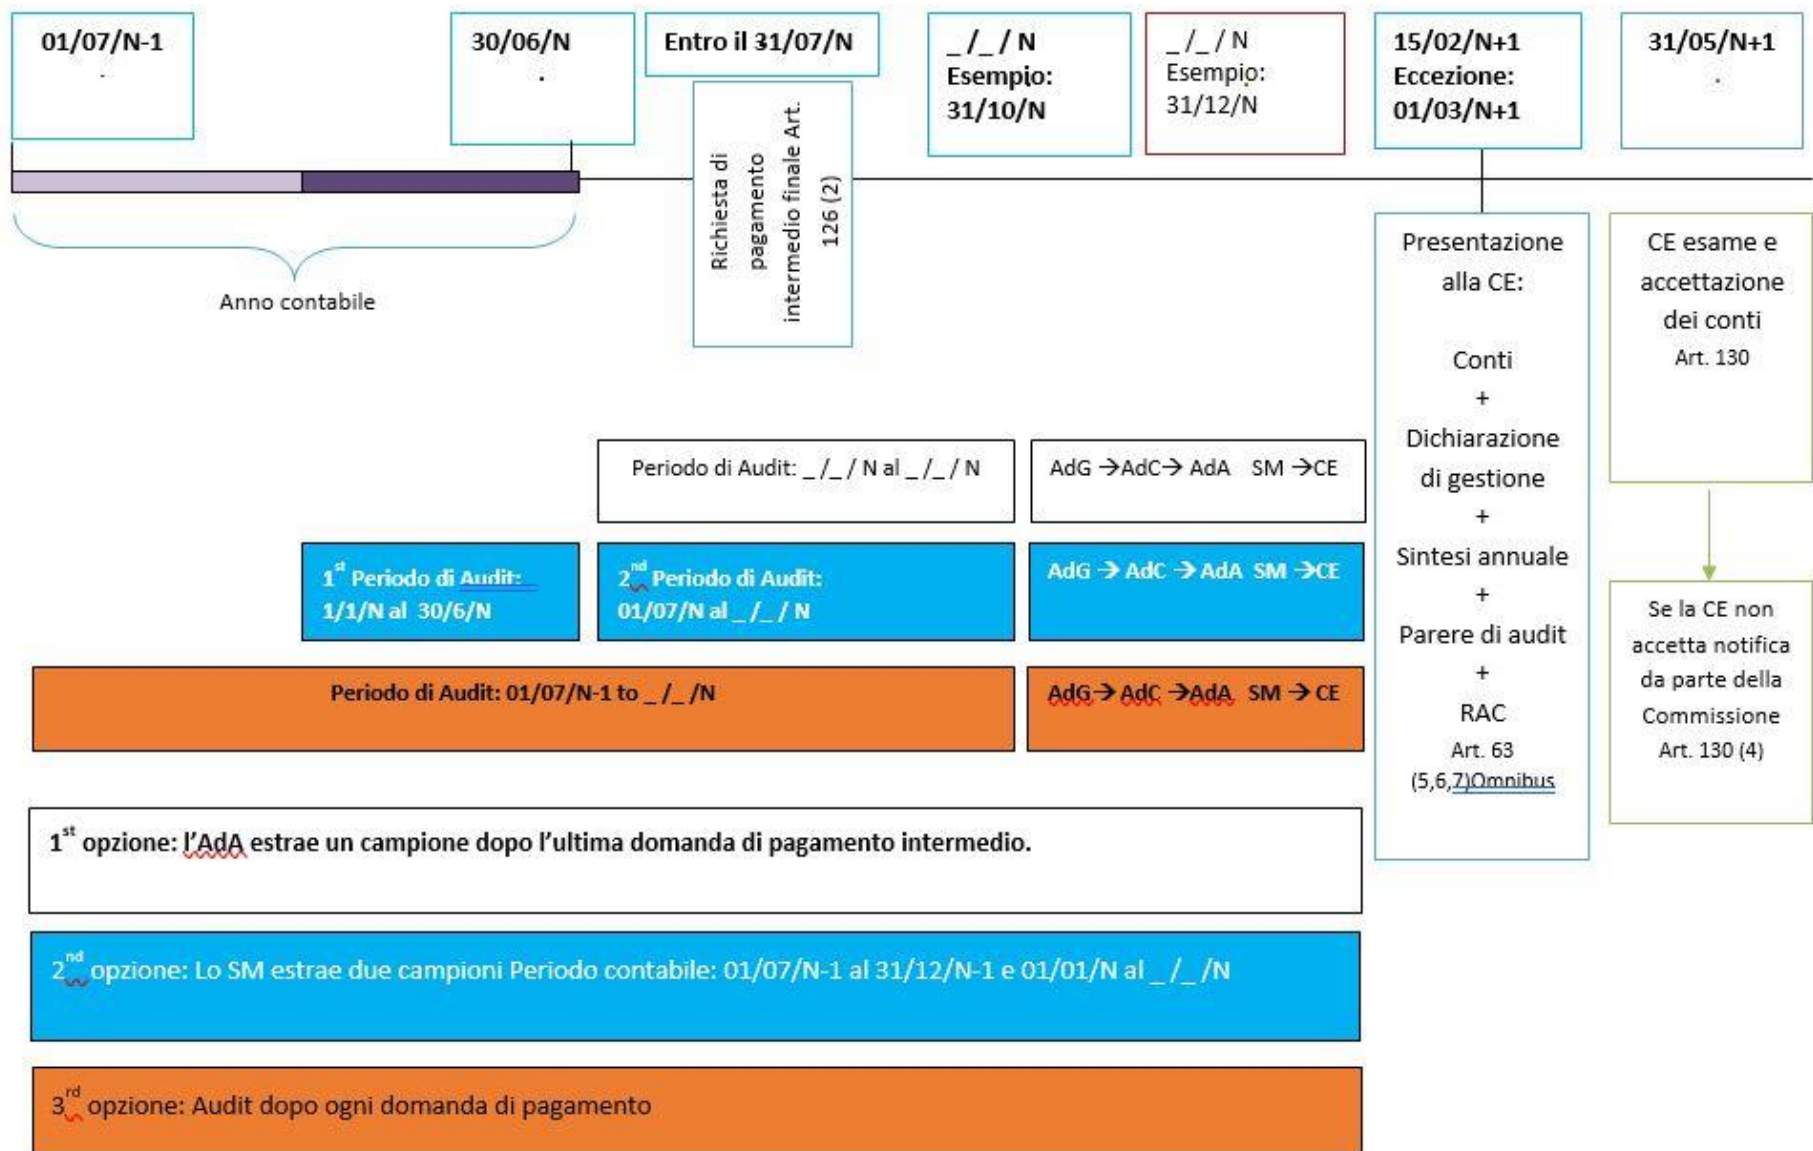 01/07/N-1
.
30/06/N
.
Entro il 31/07/N
_ /_ / N
Esempio:
31/10/N
_ /_ / N
Esempio:
31/12/N
15/02/N+1
Eccezione:
01/03/N+1
31/05/N+1
.
Richiesta di
pagamento
intermedio finale Art.
126 (2)
Anno contabile
Presentazione
alla CE:
Conti
+
Dichiarazione
di gestione
+
Sintesi annuale
+
Parere di audit
+
RAC
Art. 63
(5,6,7)Omnibus
CE esame e
accettazione
dei conti
Art. 130
Se la CE non
accetta notifica
da parte della
Commissione
Art. 130 (4)
Periodo di Audit: _ /_ / N al _ /_ / N
AdG →AdC→ AdA SM →CE
1st Periodo di Audit:
1/1/N al 30/6/N
2nd Periodo di Audit:
01/07/N al _ /_ / N
AdG → AdC → AdA SM →CE
Periodo di Audit: 01/07/N-1 to _ /_ /N
AdG→ AdC →AdA SM → CE
1st opzione: l'AdA estrae un campione dopo l'ultima domanda di pagamento intermedio.
2nd opzione: Lo SM estrae due campioni Periodo contabile: 01/07/N-1 al 31/12/N-1 e 01/01/N al _ /_ /N
3rd opzione: Audit dopo ogni domanda di pagamento